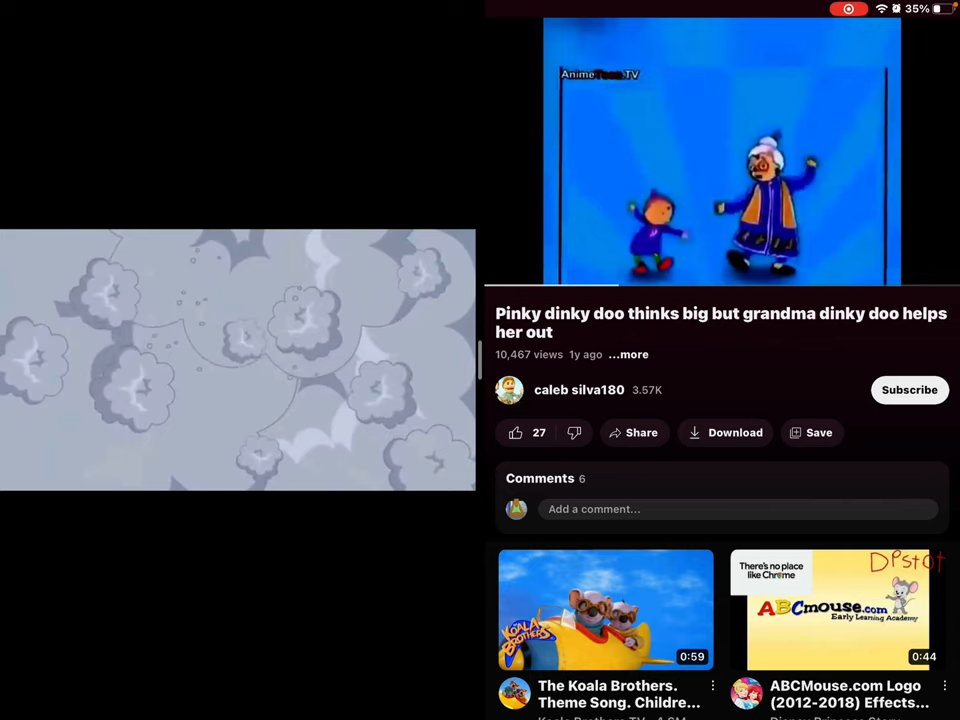 35%
AnimeToon.TV
Pinky dinky doo thinks big but grandma dinky doo helps
her out
10,467 views 1y ago ...more
caleb silva180 3.57K
Subscribe
27
Share
Download
Save
Comments 6
Add a comment...
KOALA
BROTHERS
0:59
The Koala Brothers.
Theme Song. Childre...
There's no place
like Chrome
DPstot
ABCmouse.com
Early Learning Academy
0:44
ABCMouse.com Logo
(2012-2018) Effects...